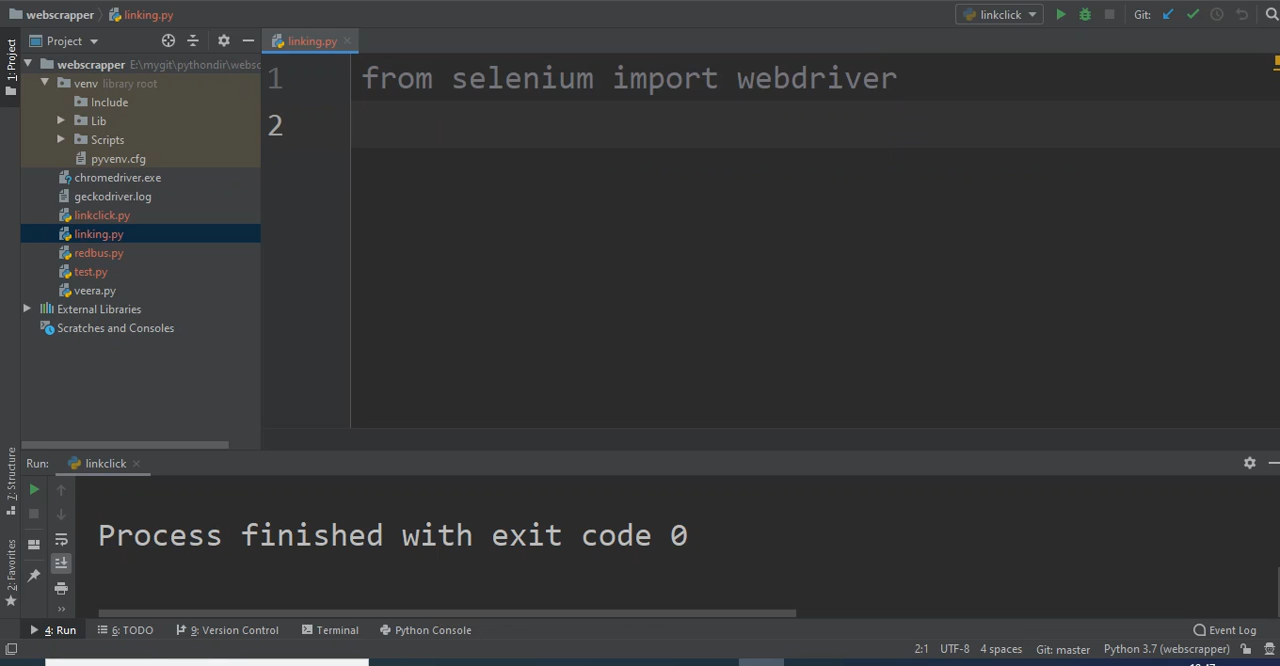 webscrapper linking.py linkclick Git:
1: Project
Project linking.py
webscrapper E:\mygit\pythondir\websc
venv library root
Include
Lib
Scripts
pyvenv.cfg
chromedriver.exe
geckodriver.log
linkclick.py
linking.py
redbus.py
test.py
veera.py
External Libraries
Scratches and Consoles
1 from selenium import webdriver
2
7: Structure
2: Favorites
Run: linkclick
Process finished with exit code 0
4: Run 6: TODO 9: Version Control Terminal Python Console Event Log
2:1 UTF-8 4 spaces Git: master Python 3.7 (webscrapper)